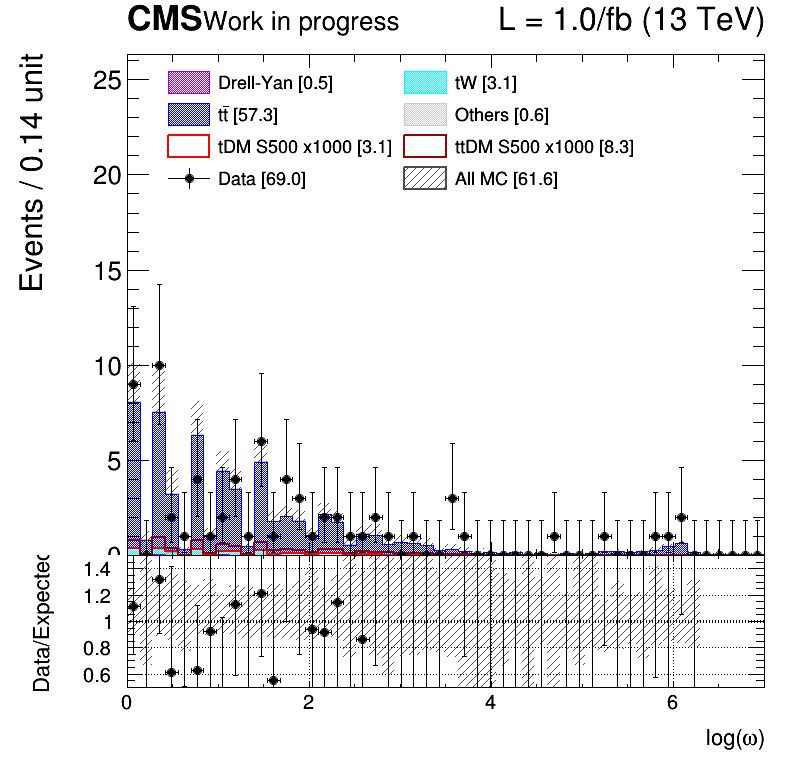 CMS Work in progress L = 1.0/fb (13 TeV)
Events / 0.14 unit
25
20
15
10
5
0
Drell-Yan [0.5] tW [3.1]
tt̄ [57.3] Others [0.6]
tDM S500 x1000 [3.1] ttDM S500 x1000 [8.3]
Data [69.0] All MC [61.6]
Data/Expected
1.4
1.2
1
0.8
0.6
0 2 4 6
log(ω)